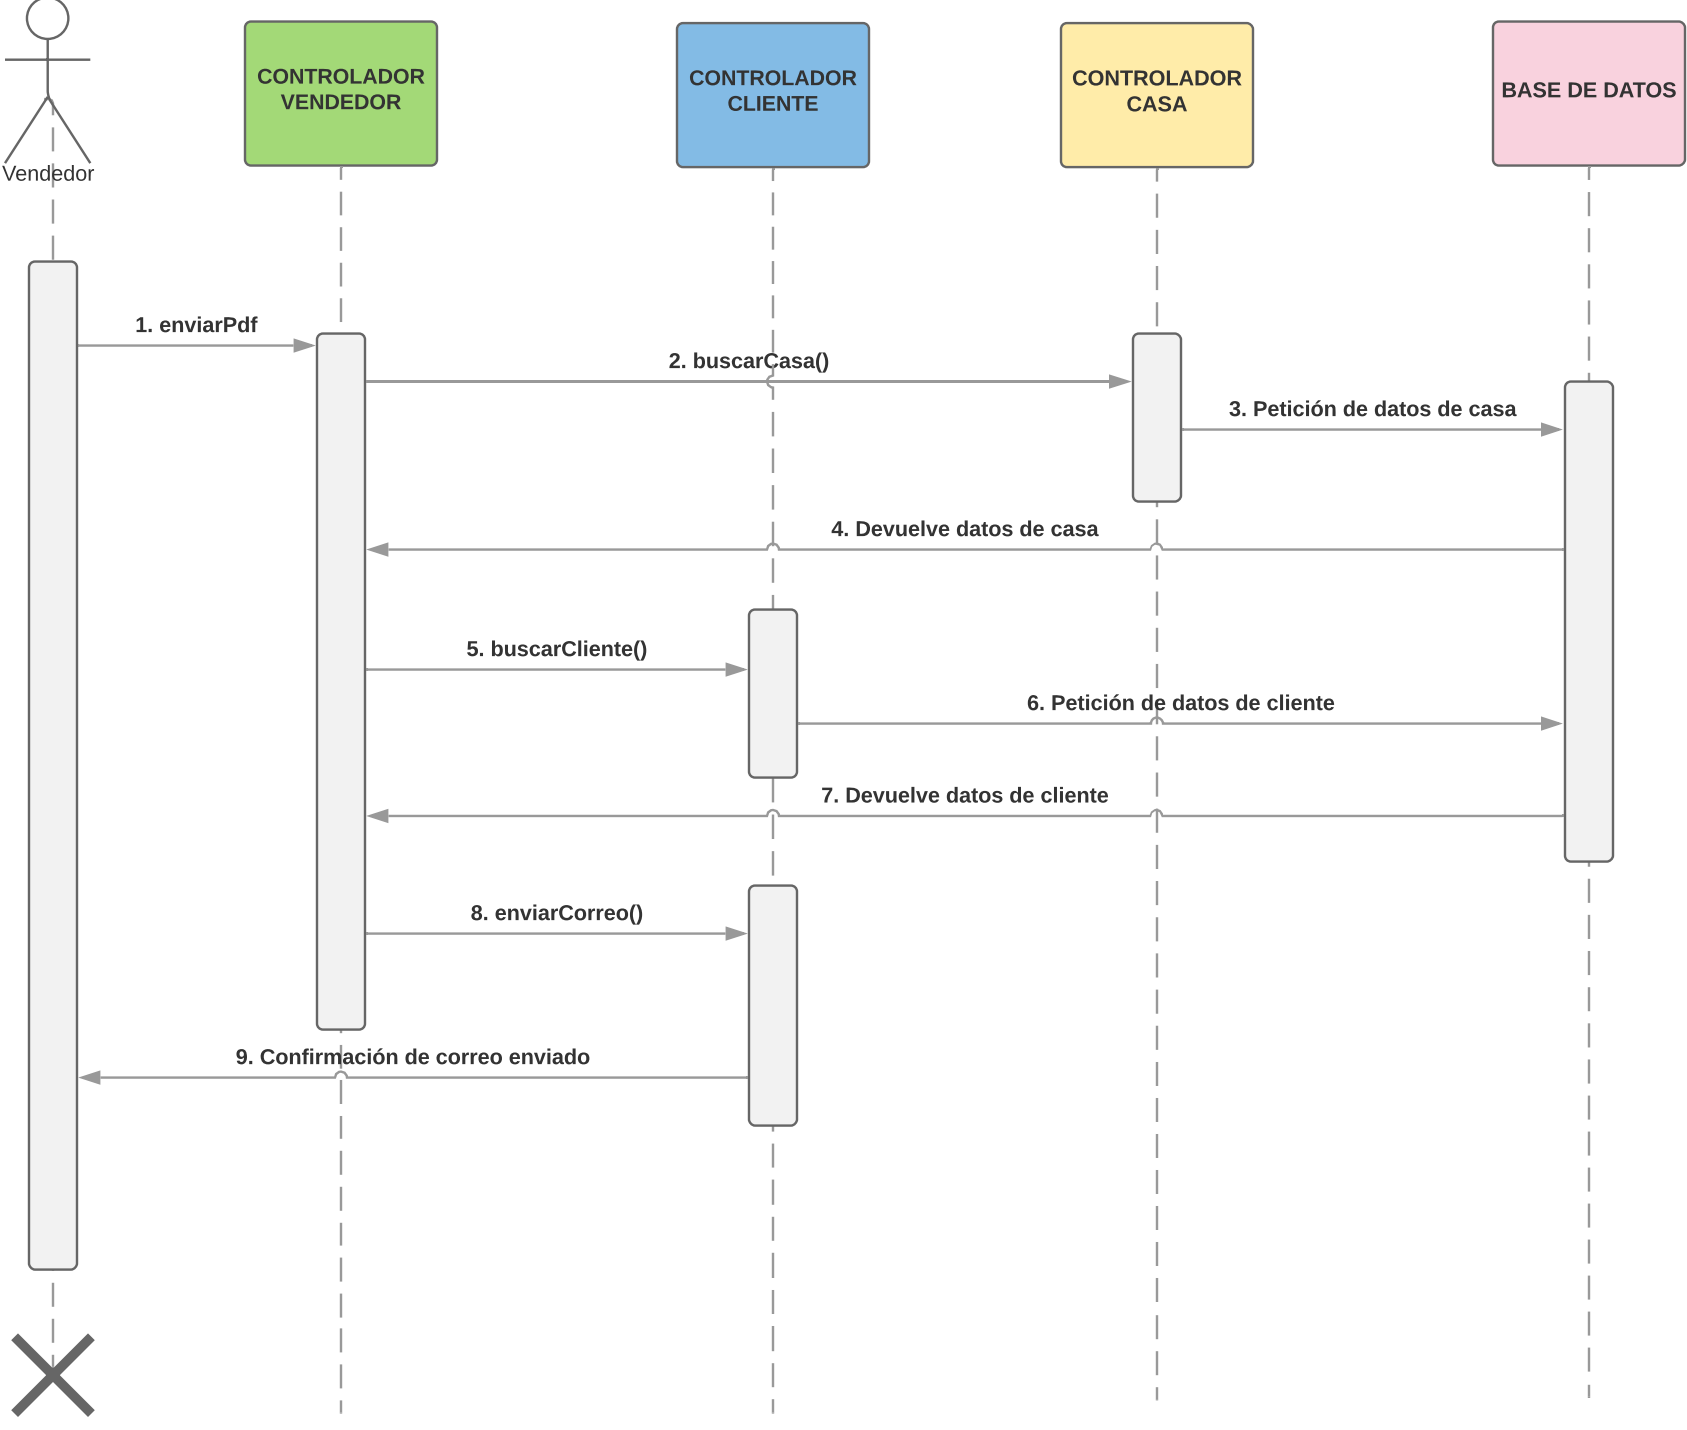 CONTROLADOR
VENDEDOR
CONTROLADOR
CLIENTE
CONTROLADOR
CASA
BASE DE DATOS
Vendedor
1. enviarPdf
2. buscarCasa()
3. Petición de datos de casa
4. Devuelve datos de casa
5. buscarCliente()
6. Petición de datos de cliente
7. Devuelve datos de cliente
8. enviarCorreo()
9. Confirmación de correo enviado